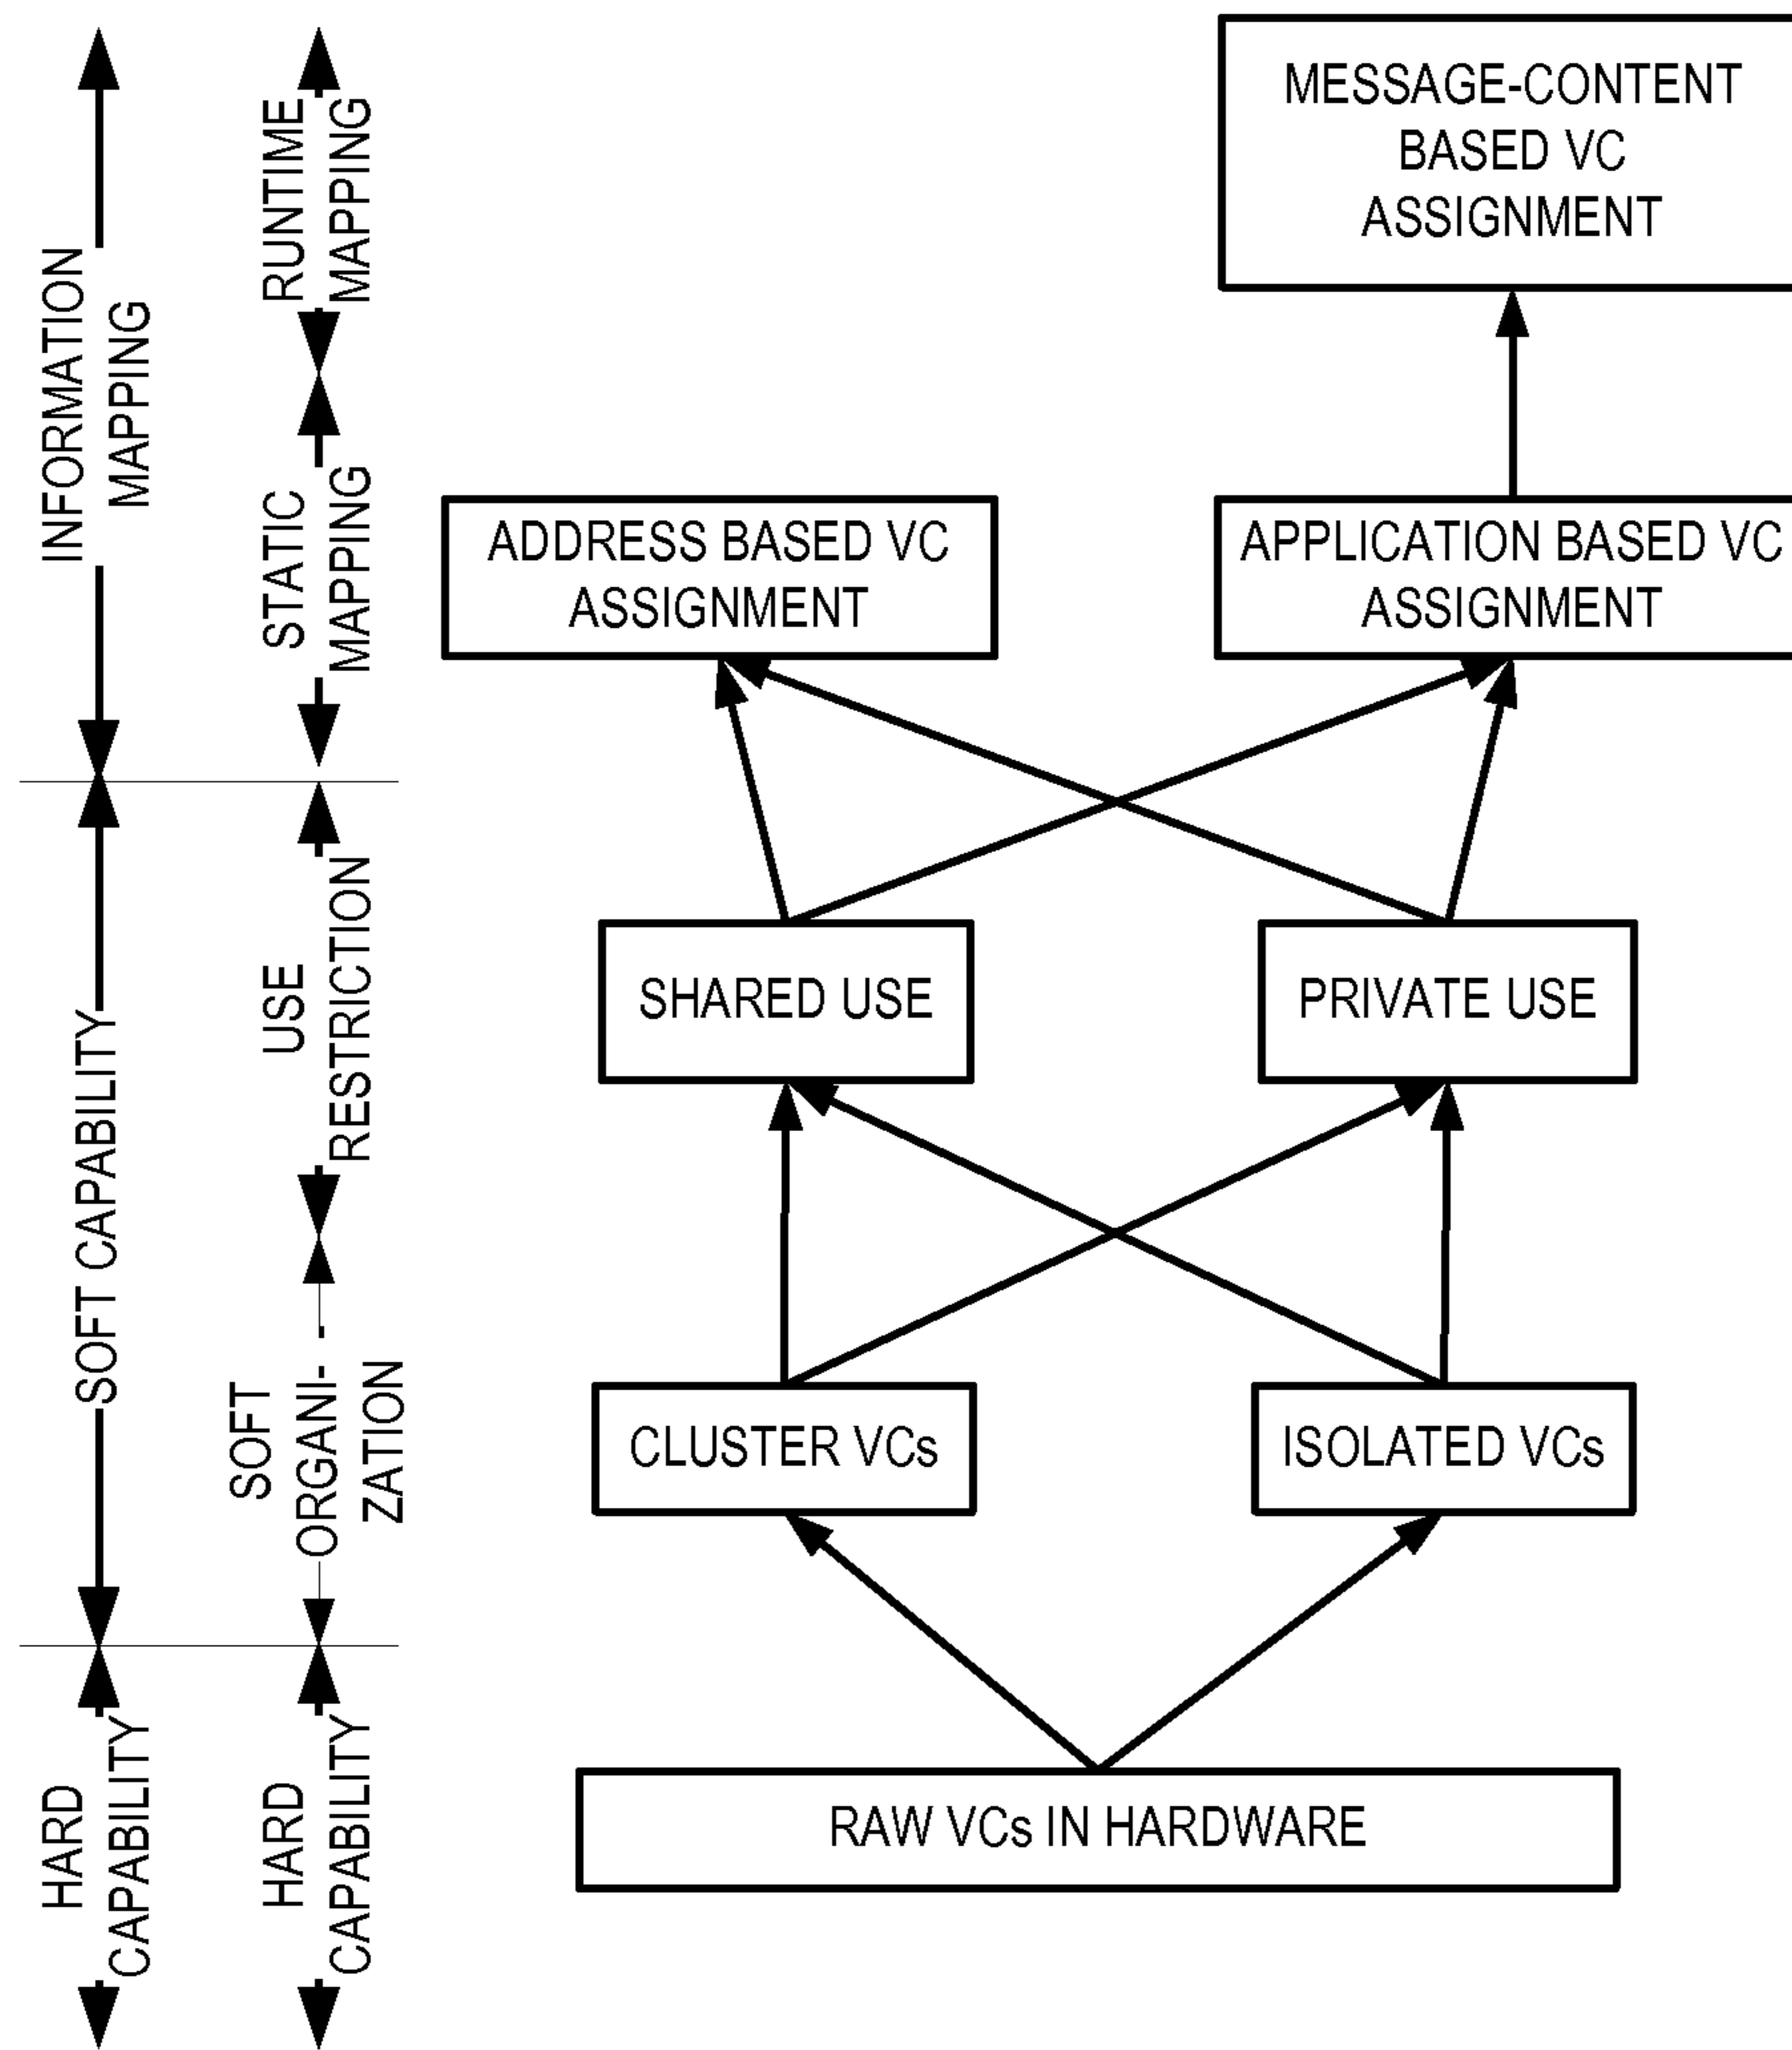 INFORMATION
MAPPING
SOFT CAPABILITY
HARD
CAPABILITY
RUNTIME
MAPPING
STATIC
MAPPING
USE
RESTRICTION
SOFT
ORGANI- -
ZATION
HARD
CAPABILITY
MESSAGE-CONTENT
BASED VC
ASSIGNMENT
ADDRESS BASED VC
ASSIGNMENT
APPLICATION BASED VC
ASSIGNMENT
SHARED USE
PRIVATE USE
CLUSTER VCs
ISOLATED VCs
RAW VCs IN HARDWARE